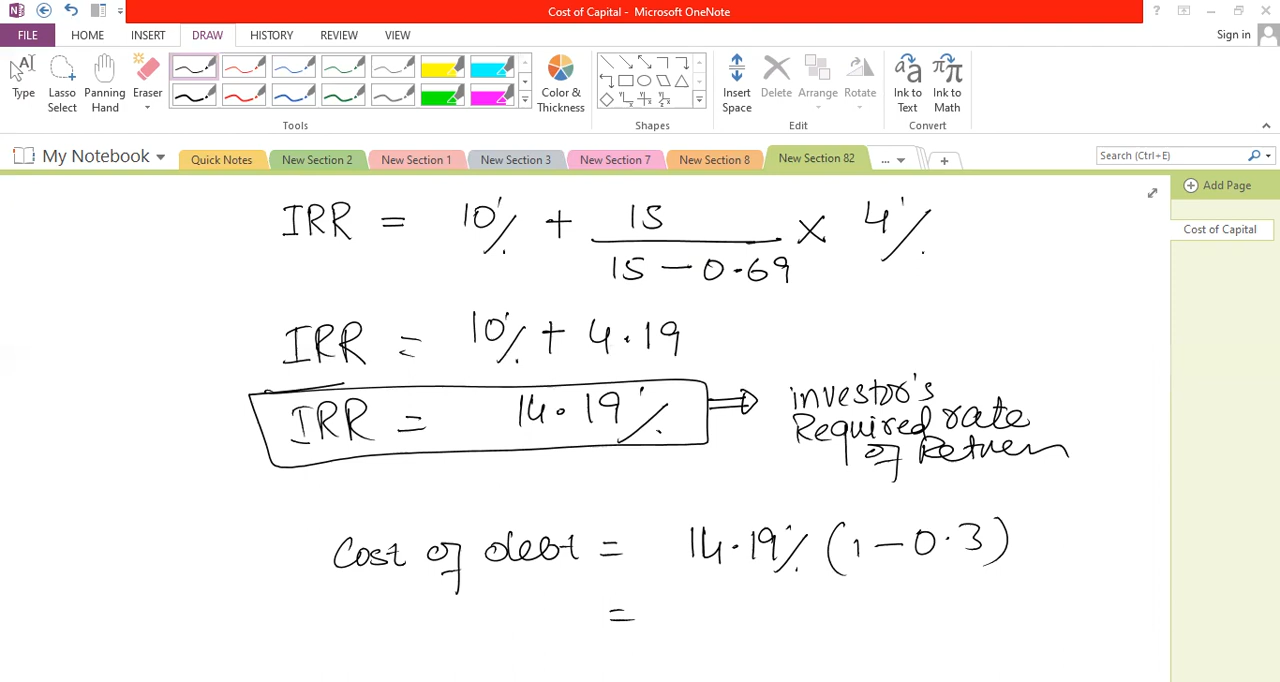 Cost of Capital - Microsoft OneNote
?
FILE HOME INSERT DRAW HISTORY REVIEW VIEW
Sign in
Type
Lasso Select
Panning Hand
Eraser
Color & Thickness
Insert Space
Delete
Arrange
Rotate
Ink to Text
Ink to Math
Tools
Shapes
Edit
Convert
My Notebook
Quick Notes New Section 2 New Section 1 New Section 3 New Section 7 New Section 8 New Section 82 ...
Search (Ctrl+E)
Add Page
Cost of Capital
IRR = 10% + 15 / 15 - 0.69 × 4%
IRR = 10% + 4.19
IRR = 14.19% ⇒ investor's
Required rate
of Return
Cost of debt = 14.19% (1 - 0.3)
=